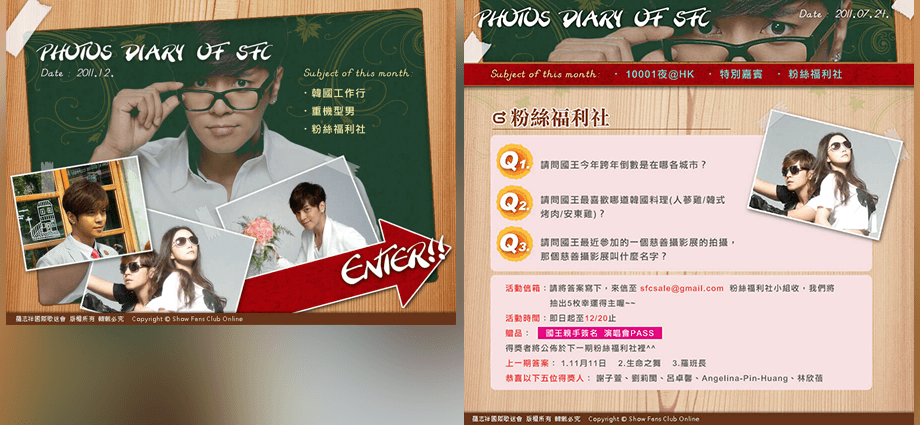 PHOTOS DIARY OF SFC
Date : 2011.12.
Subject of this month
· 韓國工作行
· 重機型男
· 粉絲福利社
ENTER!!
羅志祥國際歌迷會 版權所有 轉載必究 Copyright © Show Fans Club Online
PHOTOS DIARY OF SFC
Date : 2011.07.24.
Subject of this month: · 10001夜@HK · 特別嘉賓 · 粉絲福利社
粉絲福利社
Q1. 請問國王今年跨年倒數是在哪各城市？
Q2. 請問國王最喜歡哪道韓國料理(人蔘雞/韓式
烤肉/安東雞)？
Q3. 請問國王最近參加的一個慈善攝影展的拍攝，
那個慈善攝影展叫什麼名字？
活動信箱：請將答案寫下，來信至 sfcsale@gmail.com 粉絲福利社小組收，我們將
抽出5枚幸運得主喔~~
活動時間：即日起至12/20止
贈品： 國王親手簽名 演唱會PASS
得獎者將公佈於下一期粉絲福利社裡^^
上一期答案： 1.11月11日 2.生命之舞 3.羅班長
恭喜以下五位得獎人： 謝子萱、劉莉閩、呂卓馨、Angelina-Pin-Huang、林欣蓓
羅志祥國際歌迷會 版權所有 轉載必究 Copyright © Show Fans Club Online